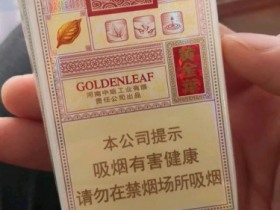 黄金叶
GOLDENLEAF
河南中烟工业有限
责任公司出品
本公司提示
吸烟有害健康
请勿在禁烟场所吸烟